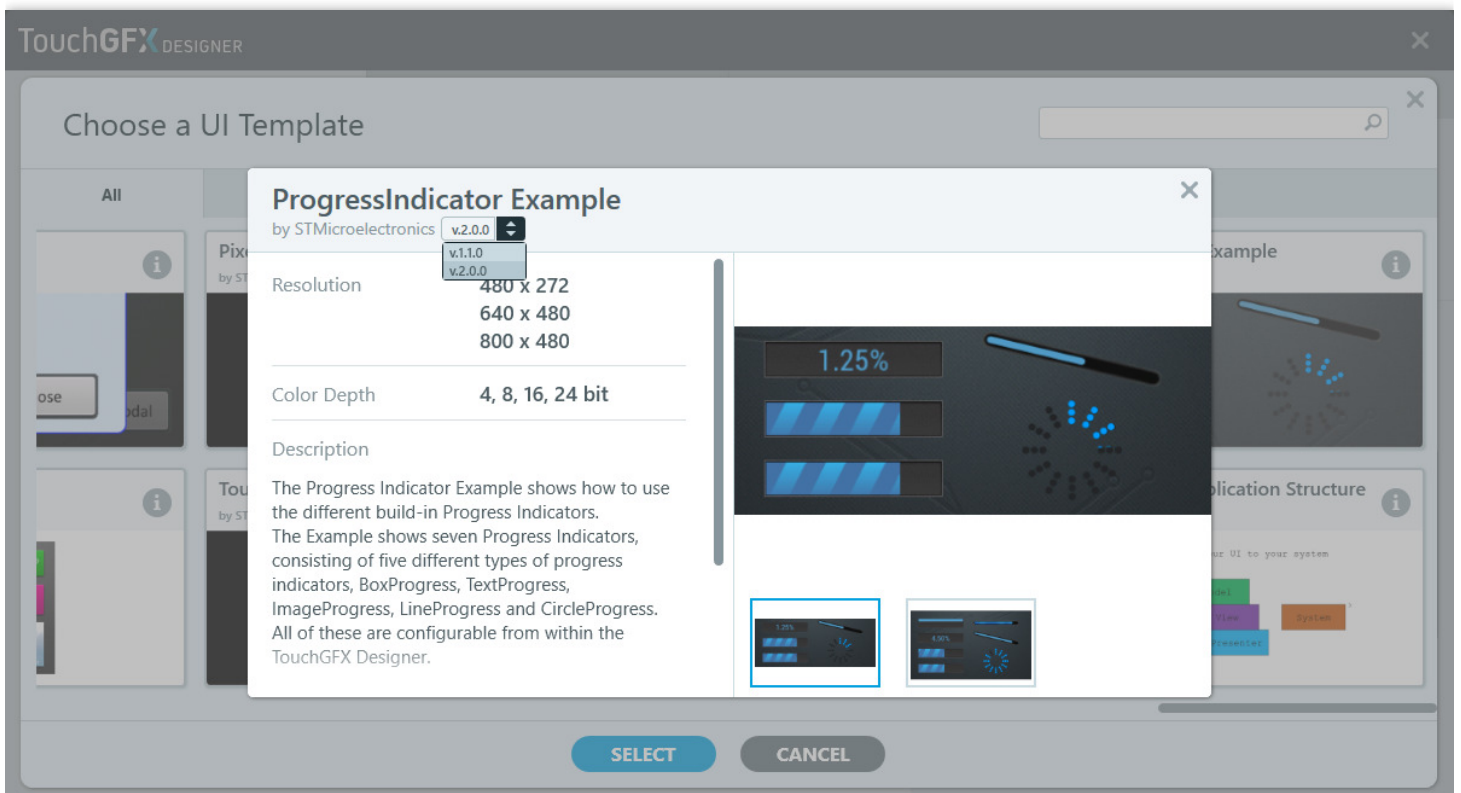 TouchGFX DESIGNER
Choose a UI Template
All
ProgressIndicator Example
by STMicroelectronics v.2.0.0
v.1.1.0
v.2.0.0
Resolution 480 x 272
640 x 480
800 x 480
Color Depth 4, 8, 16, 24 bit
Description
The Progress Indicator Example shows how to use
the different build-in Progress Indicators.
The Example shows seven Progress Indicators,
consisting of five different types of progress
indicators, BoxProgress, TextProgress,
ImageProgress, LineProgress and CircleProgress.
All of these are configurable from within the
TouchGFX Designer.
1.25%
1.25%
4.50%
Pix
by ST
ose
odal
Tou
by ST
Example
plication Structure
ur UI to your system
del
View
System
Presenter
SELECT
CANCEL